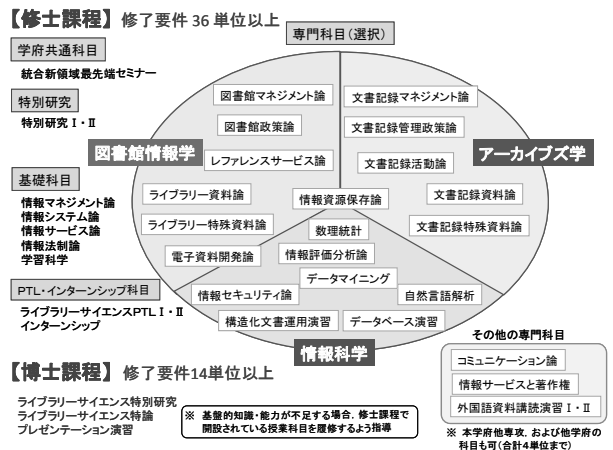 【修士課程】 修了要件 36 単位以上
専門科目(選択)
学府共通科目
統合新領域最先端セミナー
特別研究
特別研究 I・II
基礎科目
情報マネジメント論
情報システム論
情報サービス論
情報法制論
学習科学
PTL・インターンシップ科目
ライブラリーサイエンスPTL I・II
インターンシップ
図書館情報学
図書館マネジメント論
図書館政策論
レファレンスサービス論
ライブラリー資料論
ライブラリー特殊資料論
電子資料開発論
アーカイブズ学
文書記録マネジメント論
文書記録管理政策論
文書記録活動論
文書記録資料論
文書記録特殊資料論
情報資源保存論
数理統計
情報評価分析論
データマイニング
情報セキュリティ論
自然言語解析
構造化文書運用演習
データベース演習
情報科学
その他の専門科目
コミュニケーション論
情報サービスと著作権
外国語資料講読演習 I・II
※ 本学府他専攻，および他学府の
科目も可(合計4単位まで)
【博士課程】 修了要件14単位以上
ライブラリーサイエンス特別研究
ライブラリーサイエンス特論
プレゼンテーション演習
※ 基盤的知識・能力が不足する場合，修士課程で
開設されている授業科目を履修するよう指導